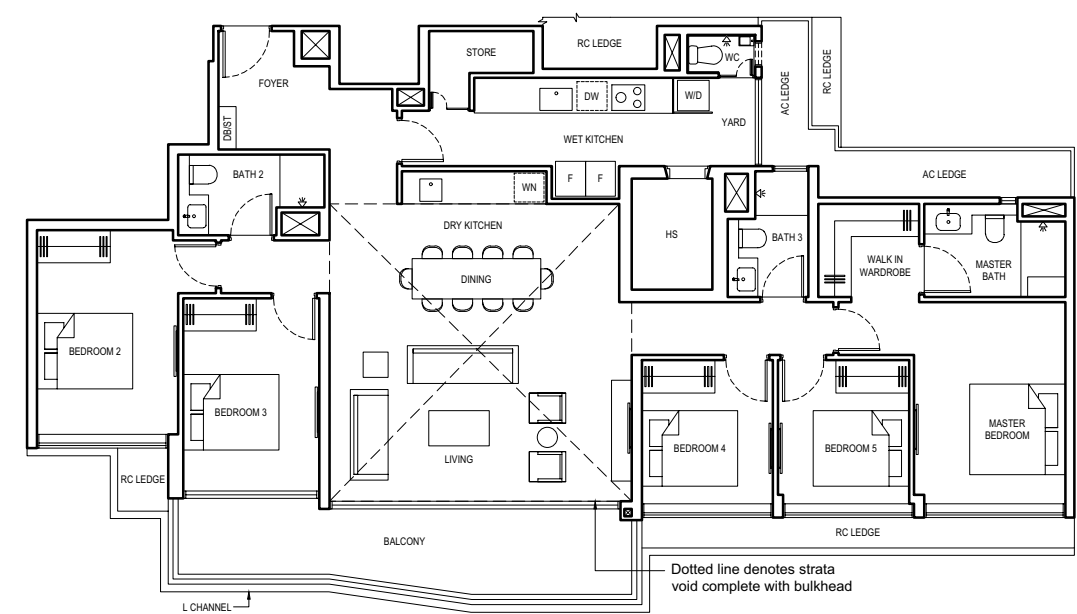 RC LEDGE
STORE
WC
FOYER
AC LEDGE
RC LEDGE
DW
W/D
DB/ST
YARD
WET KITCHEN
BATH 2
F
F
AC LEDGE
WN
DRY KITCHEN
HS
BATH 3
WALK IN
WARDROBE
MASTER
BATH
DINING
BEDROOM 2
BEDROOM 3
LIVING
BEDROOM 4
BEDROOM 5
MASTER
BEDROOM
RC LEDGE
RC LEDGE
BALCONY
Dotted line denotes strata
void complete with bulkhead
L CHANNEL